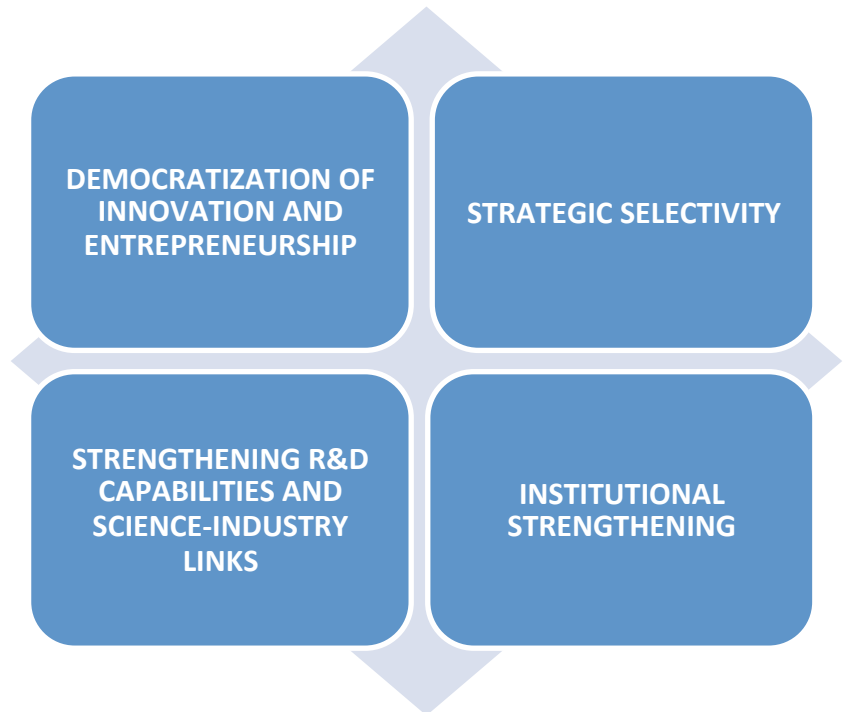 DEMOCRATIZATION OF
INNOVATION AND
ENTREPRENEURSHIP
STRATEGIC SELECTIVITY
STRENGTHENING R&D
CAPABILITIES AND
SCIENCE-INDUSTRY
LINKS
INSTITUTIONAL
STRENGTHENING